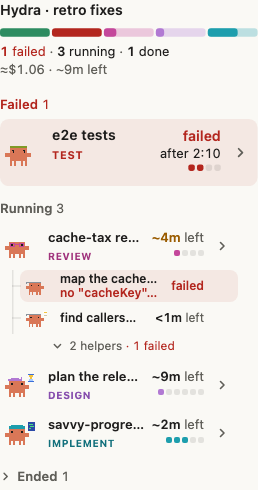 Hydra · retro fixes
1 failed · 3 running · 1 done
≈$1.06 · ~9m left
Failed 1
e2e tests failed
TEST after 2:10
Running 3
cache-tax re... ~4m left
REVIEW
map the cache... failed
no "cacheKey"...
find callers... <1m left
2 helpers · 1 failed
plan the rele... ~9m left
DESIGN
savvy-progre... ~2m left
IMPLEMENT
Ended 1